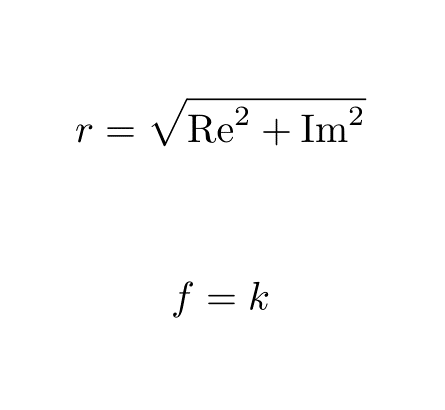 r = √(Re² + Im²)
f = k